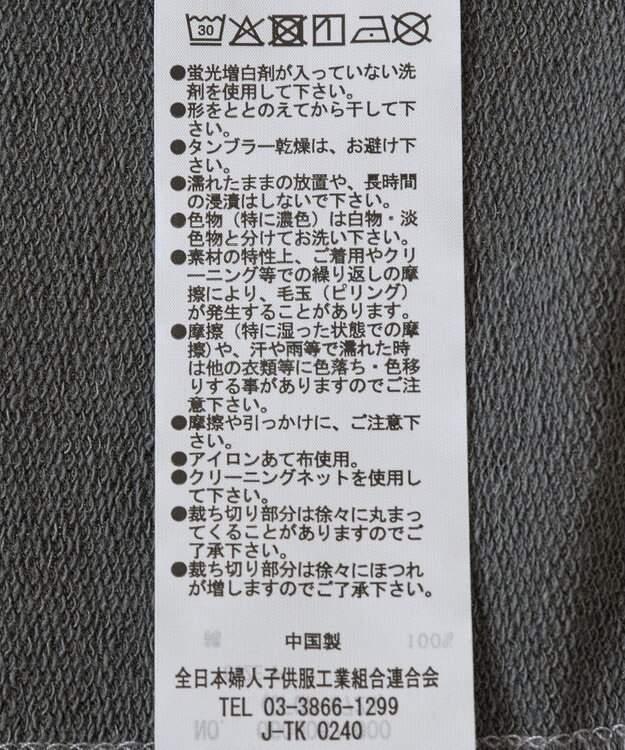 30
●蛍光増白剤が入っていない洗
剤を使用して下さい。
●形をととのえてから干して下
さい。
●タンブラー乾燥は、お避け下
さい。
●濡れたままの放置や、長時間
の浸漬はしないで下さい。
●色物（特に濃色）は白物・淡
色物と分けてお洗い下さい。
●素材の特性上、ご着用やクリ
ーニング等での繰り返しの摩
擦により、毛玉（ピリング）
が発生することがあります。
●摩擦（特に湿った状態での摩
擦)や、汗や雨等で濡れた時
は他の衣類等に色落ち・色移
りする事がありますのでご注
意下さい。
●摩擦や引っかけに、ご注意下
さい。
●アイロンあて布使用。
●クリーニングネットを使用し
て下さい。
●裁ち切り部分は徐々に丸まっ
てくることがありますのでご
了承下さい。
●裁ち切り部分は徐々にほつれ
が増しますのでご了承下さい。
中国製
全日本婦人子供服工業組合連合会
TEL 03-3866-1299
J-TK 0240